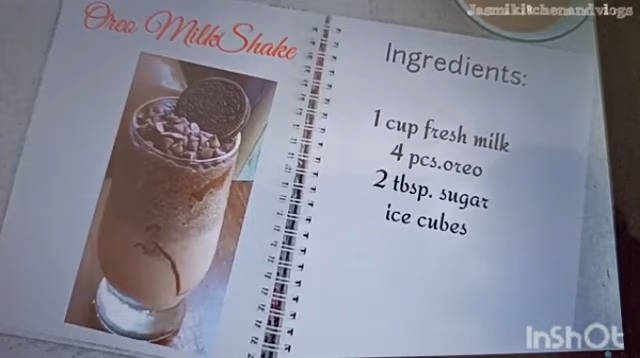 Jasmikitchenandvlogs
Oreo MilkShake
Ingredients:
1 cup fresh milk
4 pcs.oreo
2 tbsp. sugar
ice cubes
InShOt